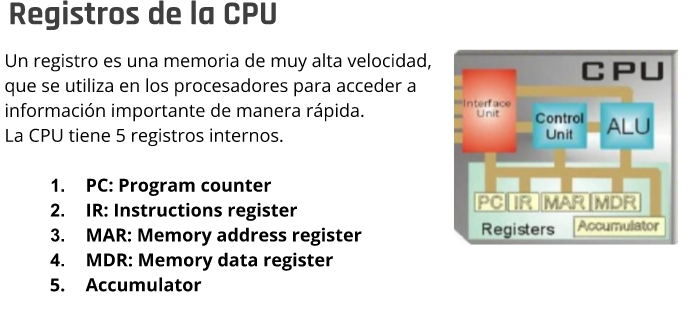 Registros de la CPU
Un registro es una memoria de muy alta velocidad,
que se utiliza en los procesadores para acceder a
información importante de manera rápida.
La CPU tiene 5 registros internos.
1. PC: Program counter
2. IR: Instructions register
3. MAR: Memory address register
4. MDR: Memory data register
5. Accumulator
CPU
Interface
Unit
Control
Unit
ALU
PC IR MAR MDR
Registers
Accumulator